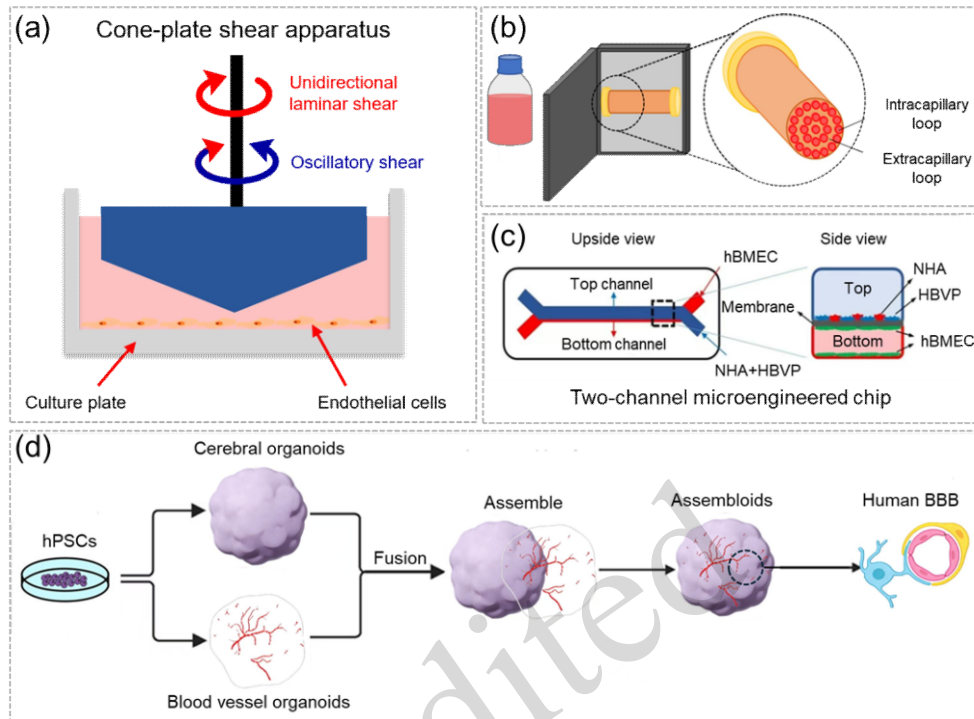 (a)
Cone-plate shear apparatus
Unidirectional
laminar shear
Oscillatory shear
Culture plate
Endothelial cells
(b)
Intracapillary
loop
Extracapillary
loop
(c)
Upside view
Side view
hBMEC
NHA
Top channel
Top
HBVP
Membrane
Bottom
hBMEC
Bottom channel
NHA+HBVP
Two-channel microengineered chip
(d)
Cerebral organoids
hPSCs
Fusion
Assemble
Assembloids
Human BBB
Blood vessel organoids
dited